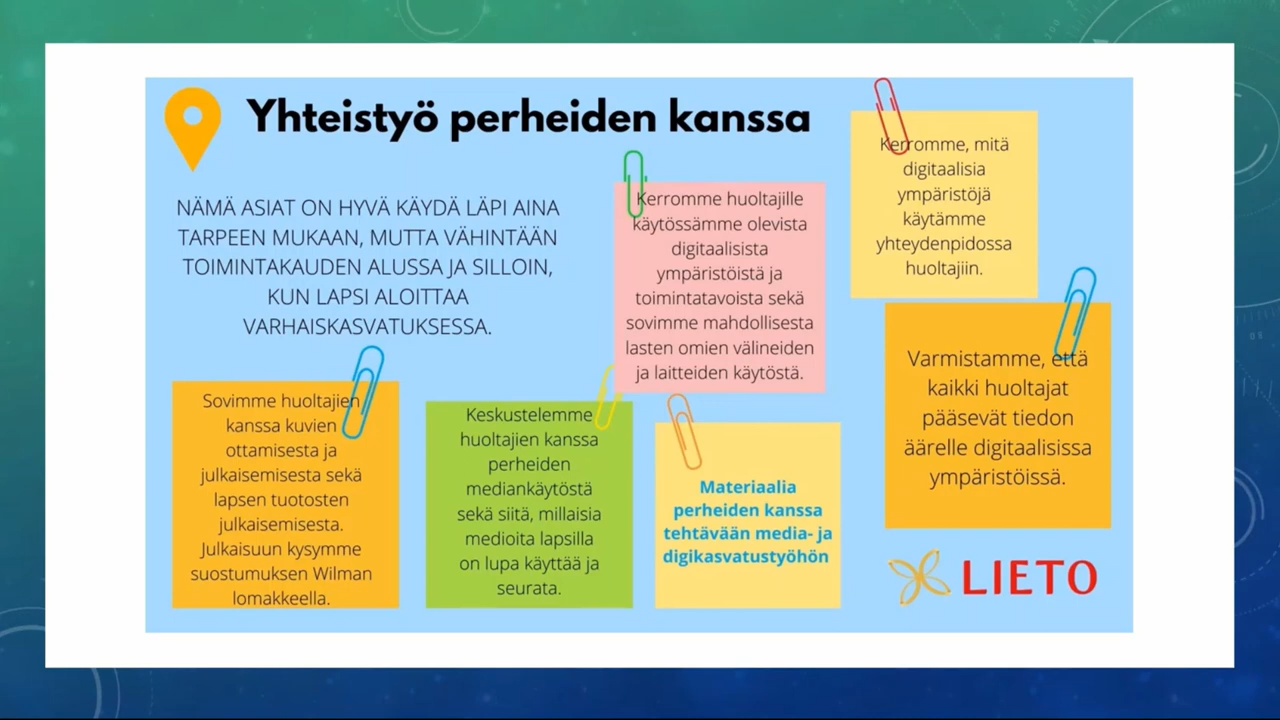 Yhteistyö perheiden kanssa
NÄMÄ ASIAT ON HYVÄ KÄYDÄ LÄPI AINA
TARPEEN MUKAAN, MUTTA VÄHINTÄÄN
TOIMINTAKAUDEN ALUSSA JA SILLOIN,
KUN LAPSI ALOITTAA
VARHAISKASVATUKSESSA.
Kerromme huoltajille
käytössämme olevista
digitaalisista
ympäristöistä ja
toimintatavoista sekä
sovimme mahdollisesta
lasten omien välineiden
ja laitteiden käytöstä.
Kerromme, mitä
digitaalisia
ympäristöjä
käytämme
yhteydenpidossa
huoltajiin.
Sovimme huoltajien
kanssa kuvien
ottamisesta ja
julkaisemisesta sekä
lapsen tuotosten
julkaisemisesta.
Julkaisuun kysymme
suostumuksen Wilman
lomakkeella.
Keskustelemme
huoltajien kanssa
perheiden
mediankäytöstä
sekä siitä, millaisia
medioita lapsilla
on lupa käyttää ja
seurata.
Materiaalia
perheiden kanssa
tehtävään media- ja
digikasvatustyöhön
Varmistamme, että
kaikki huoltajat
pääsevät tiedon
äärelle digitaalisissa
ympäristöissä.
LIETO